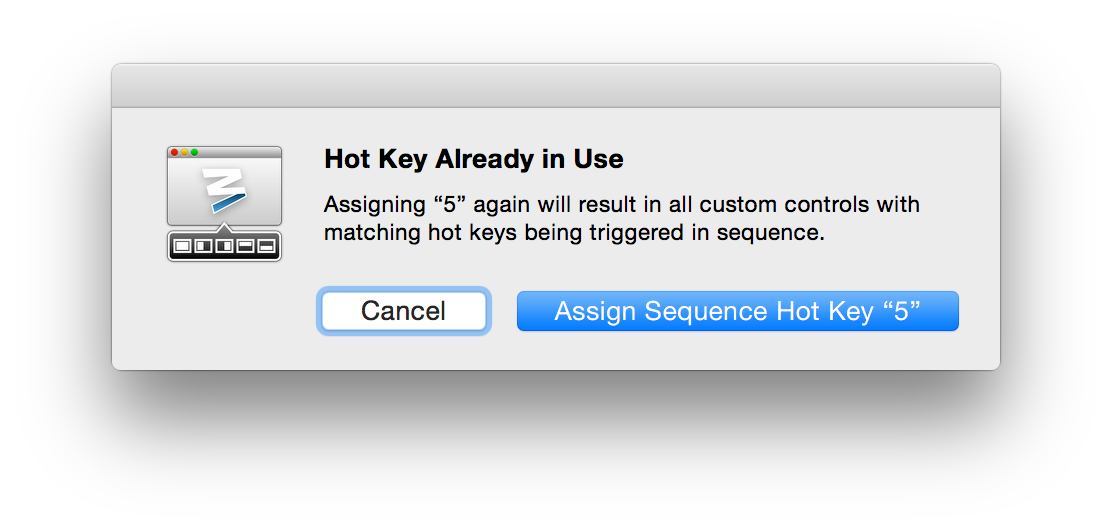 Hot Key Already in Use
Assigning “5” again will result in all custom controls with
matching hot keys being triggered in sequence.
Cancel
Assign Sequence Hot Key “5”